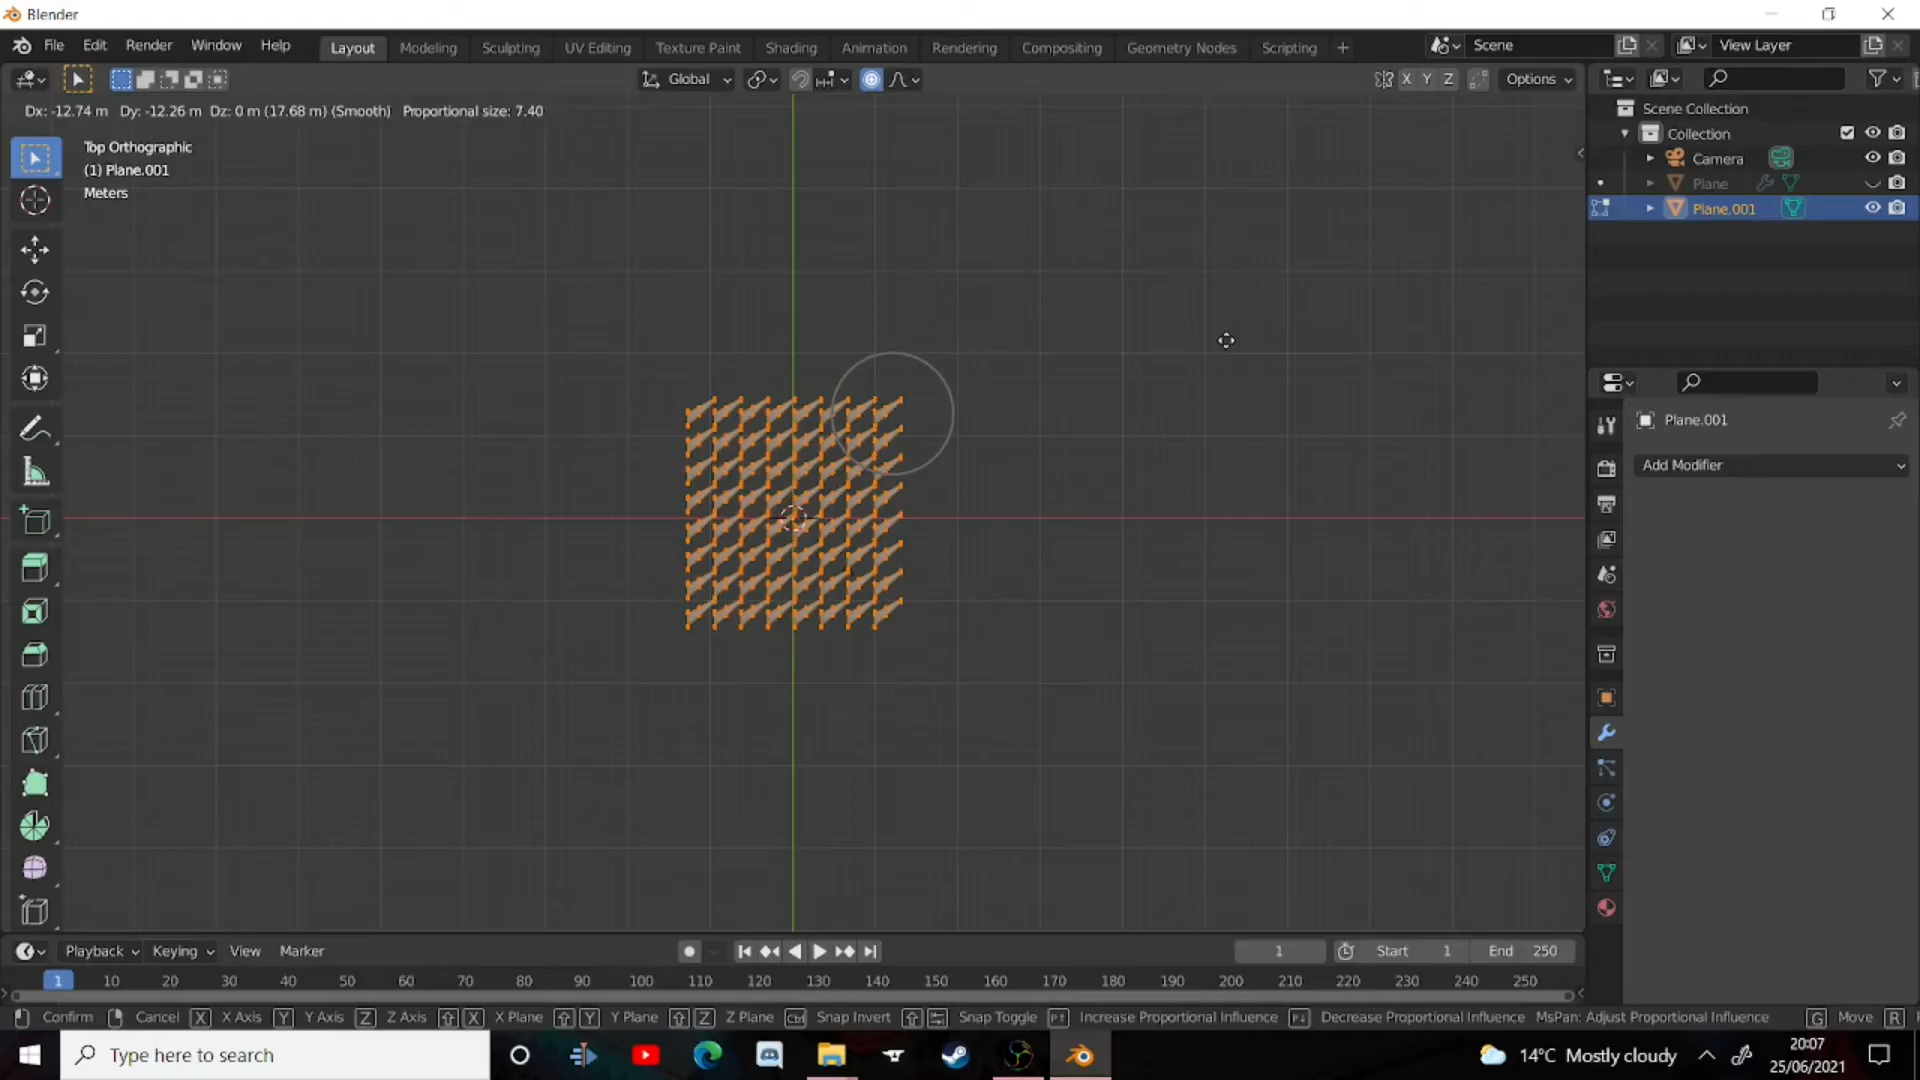 Blender
File Edit Render Window Help Layout Modeling Sculpting UV Editing Texture Paint Shading Animation Rendering Compositing Geometry Nodes Scripting + Scene View Layer
Global X Y Z Options
Dx: -12.74 m Dy: -12.26 m Dz: 0 m (17.68 m) (Smooth) Proportional size: 7.40
Scene Collection
Collection
Top Orthographic
(1) Plane.001
Meters
Camera
Plane
Plane.001
Plane.001
Add Modifier
Playback Keying View Marker 1 Start 1 End 250
1 10 20 30 40 50 60 70 80 90 100 110 120 130 140 150 160 170 180 190 200 210 220 230 240 250
Confirm Cancel X X Axis Y Y Axis Z Z Axis X X Plane Y Y Plane Z Z Plane Ctrl Snap Invert Snap Toggle Increase Proportional Influence Decrease Proportional Influence MsPan: Adjust Proportional Influence G Move R
Type here to search 14°C Mostly cloudy 20:07
25/06/2021